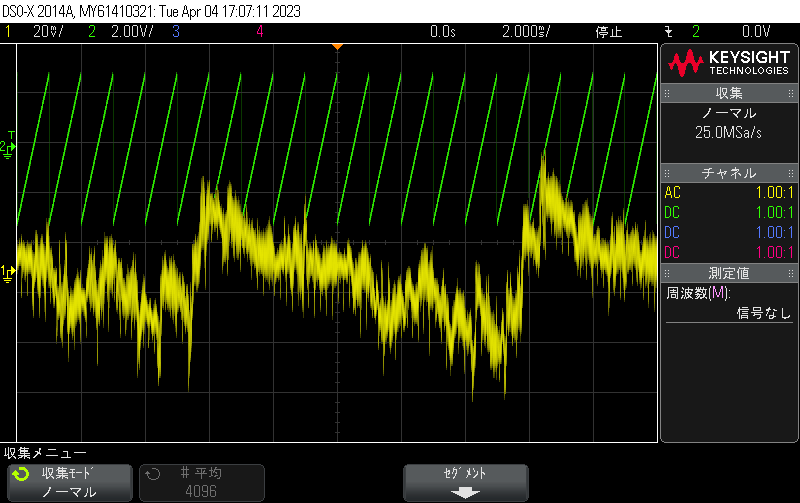 DSO-X 2014A, MY61410321: Tue Apr 04 17:07:11 2023
1 20mV/ 2 2.00V/ 3 4 0.0s 2.000ms/ 停止 2 0.0V
KEYSIGHT
TECHNOLOGIES
収集
ノーマル
25.0MSa/s
チャネル
AC 1.00:1
DC 1.00:1
DC 1.00:1
DC 1.00:1
測定値
周波数(M):
信号なし
T
2
1
収集メニュー
収集モード
ノーマル
# 平均
4096
セグメント